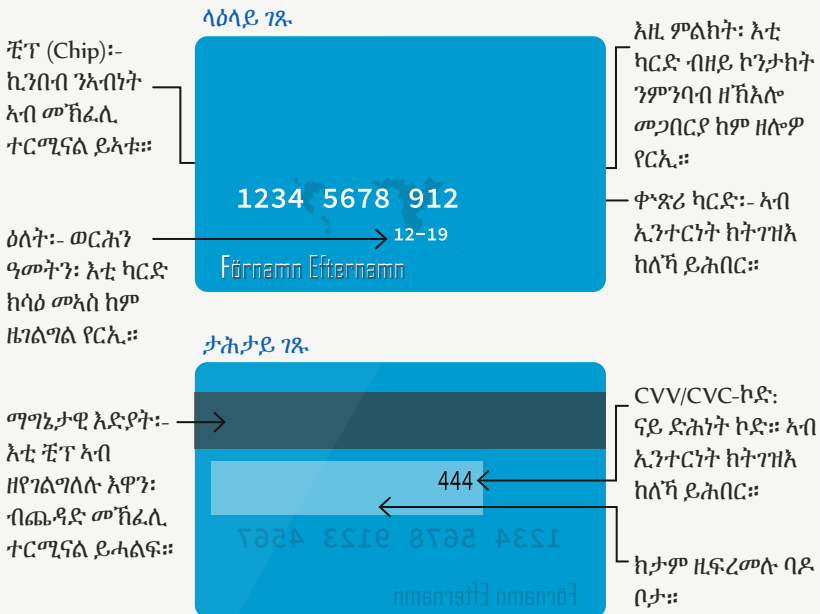 ላዕላይ ገጹ
ቺፕ (Chip)፡-
ኪንበብ ንኣብነት
ኣብ መኽፈሊ
ተርሚናል ይኣቱ።
ዕለት፡- ወርሕን
ዓመትን፡ እቲ ካርድ
ክሳዕ መኣስ ከም
ዜገልግል የርኢ።
1234 5678 912
12-19
Förnamn Efternamn
እዚ ምልክት፡ እቲ
ካርድ ብዘይ ኮንታክት
ንምንባብ ዘኽእሎ
መጋበርያ ከም ዘሎዎ
የርኢ።
ቀኍጽሪ ካርድ፡- ኣብ
ኢንተርነት ክትገዝእ
ከለኻ ይሕበር።
ታሕታይ ገጹ
ማግኔታዊ እድያት፡-
እቲ ቺፕ ኣብ
ዘየገልግለሉ እዋን፡
ብጨዳድ መኽፈሊ
ተርሚናል ይሓልፍ።
444
1234 5678 9123 4567
Förnamn Efternamn
CVV/CVC-ኮድ:
ናይ ድሕነት ኮድ። ኣብ
ኢንተርነት ክትገዝእ
ከለኻ ይሕበር።
ክታም ዚፍረመሉ ባዶ
ቦታ።